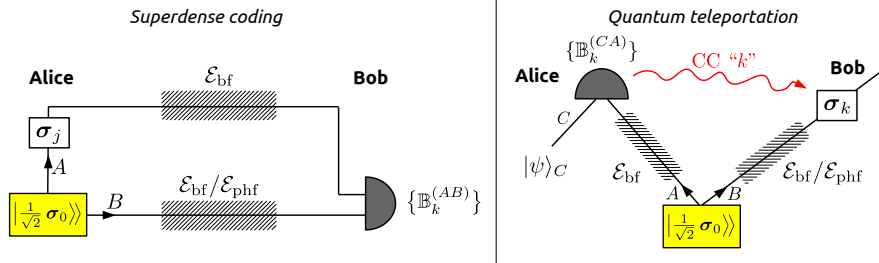 Superdense coding
Alice
Bob
ℰ_bf
σ_j
A
ℰ_bf/ℰ_phf
|1/√2 σ_0⟩⟩
B
{𝔹_k^(AB)}
Quantum teleportation
{𝔹_k^(CA)}
CC “k”
Alice
Bob
σ_k
C
|ψ⟩_C
ℰ_bf
ℰ_bf/ℰ_phf
A
B
|1/√2 σ_0⟩⟩